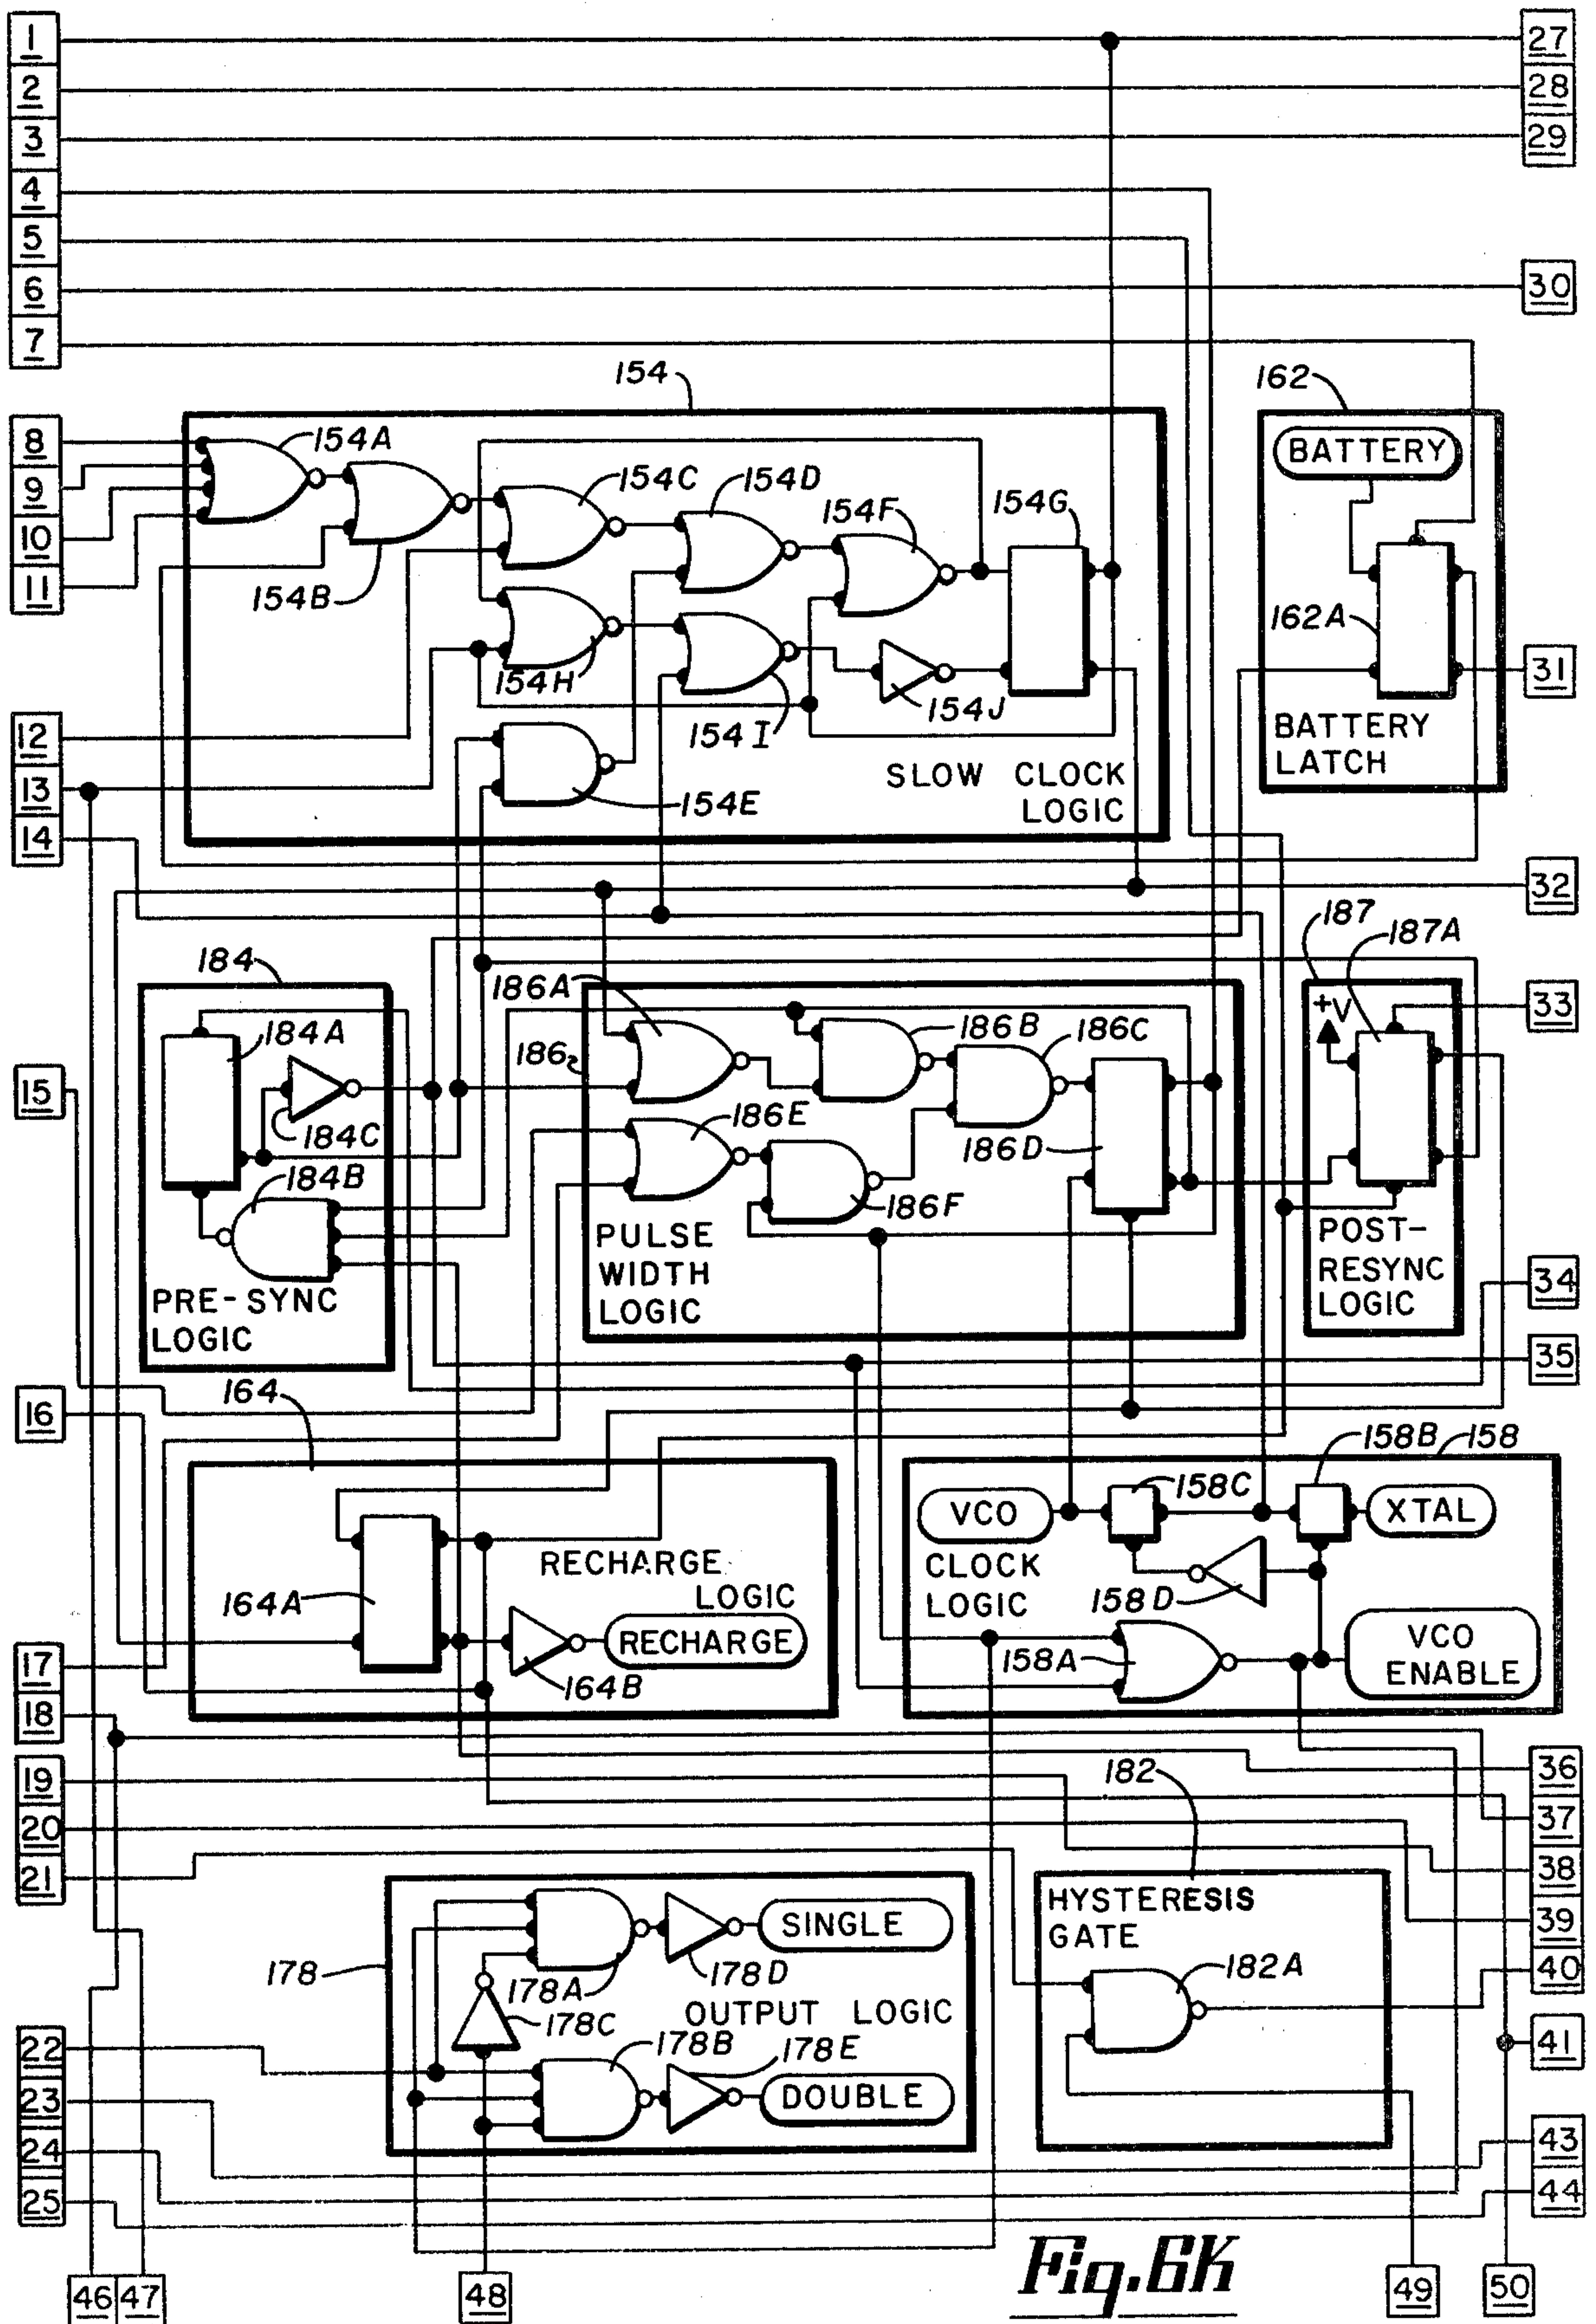 1
27
2
28
3
29
4
5
6
30
7
154
162
8
154A
BATTERY
9
154C
154D
154F
154G
10
11
154B
162A
154H
154J
31
12
154I
BATTERY
LATCH
13
154E
SLOW CLOCK
LOGIC
14
32
187
187A
184
186A
+V
33
184A
186B
186C
186
15
184C
186E
186D
184B
186F
PULSE
WIDTH
LOGIC
POST-
RESYNC
LOGIC
34
PRE-SYNC
LOGIC
35
164
16
158B
158
158C
VCO
XTAL
RECHARGE
LOGIC
CLOCK
LOGIC
164A
158D
RECHARGE
VCO
ENABLE
17
158A
164B
18
36
19
182
37
20
38
21
HYSTERESIS
GATE
39
SINGLE
178
178A
178D
182A
40
OUTPUT LOGIC
178C
178B
178E
22
41
DOUBLE
23
43
24
44
25
Fig.6K
46
47
48
49
50